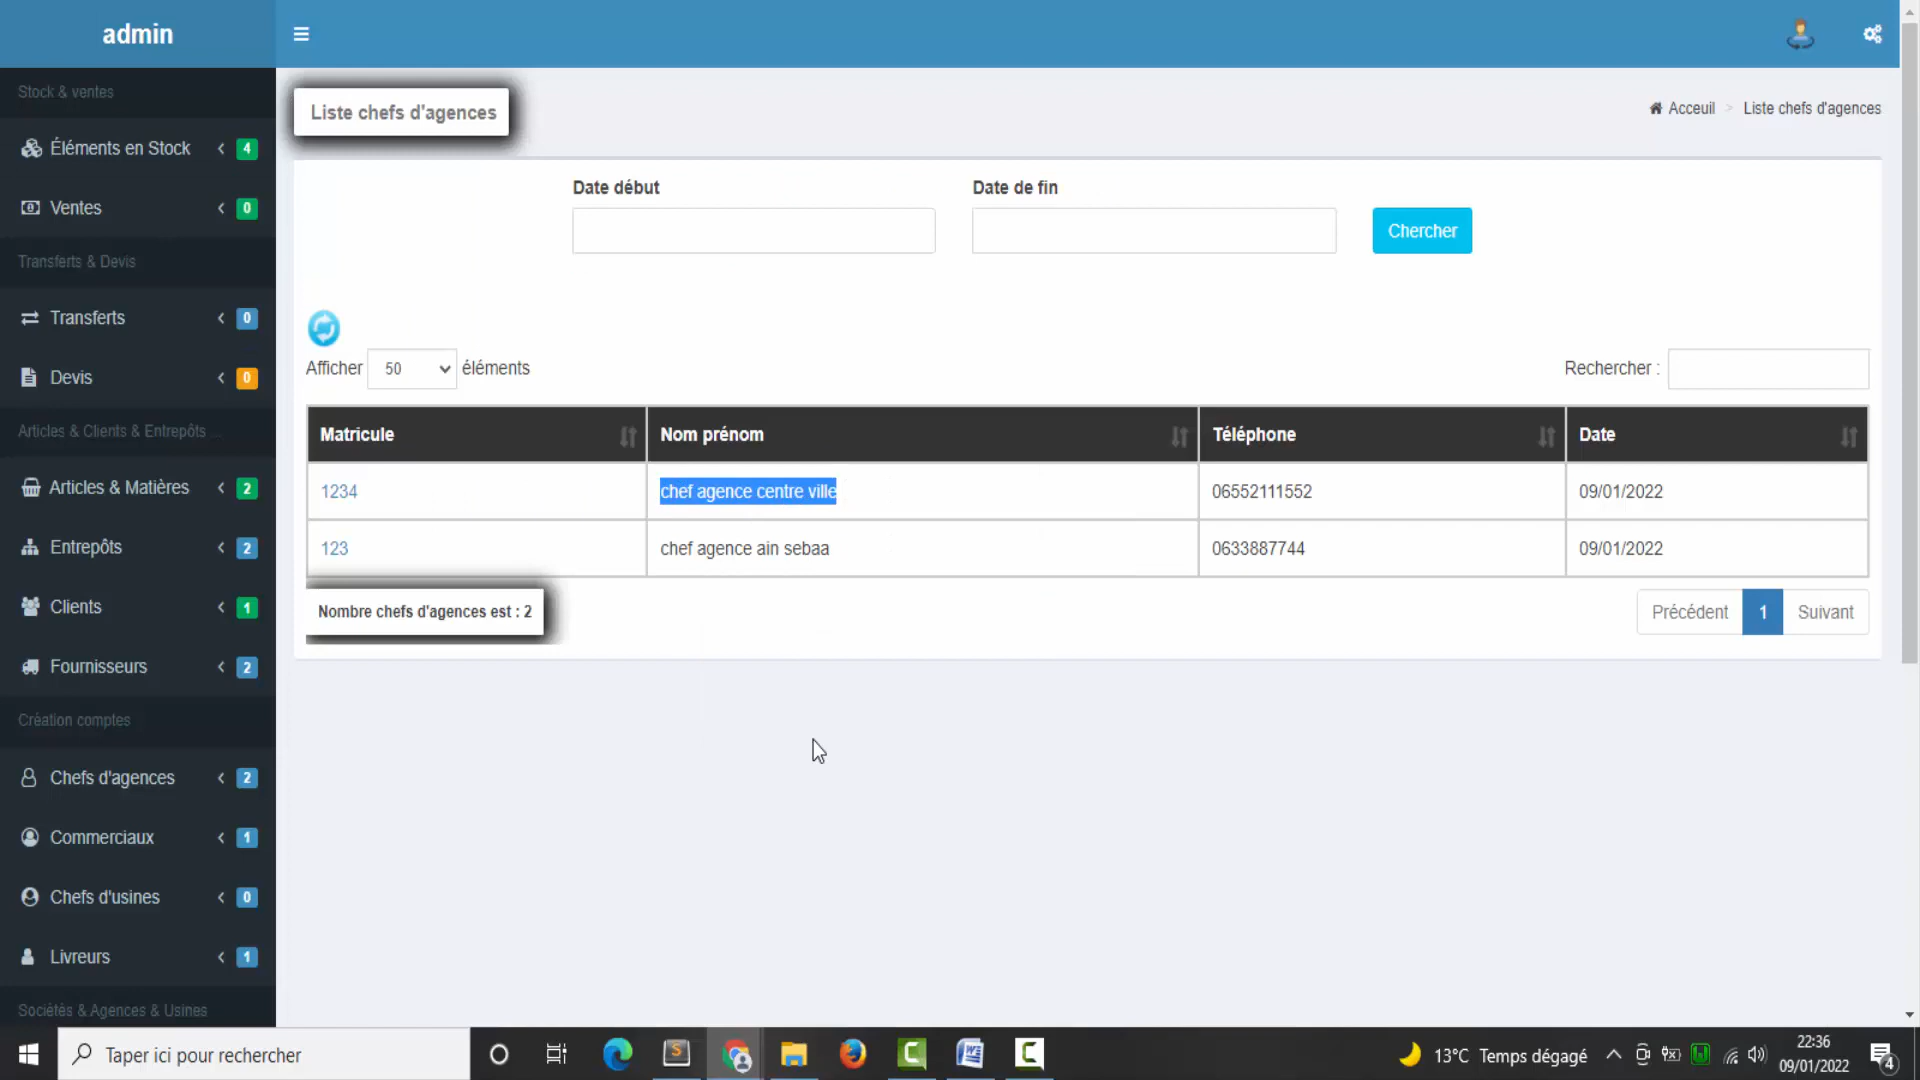 admin
Stock & ventes
Éléments en Stock 4
Ventes 0
Transferts & Devis
Transferts 0
Devis 0
Articles & Clients & Entrepôts ...
Articles & Matières 2
Entrepôts 2
Clients 1
Fournisseurs 2
Création comptes
Chefs d'agences 2
Commerciaux 1
Chefs d'usines 0
Livreurs 1
Sociétés & Agences & Usines
Liste chefs d'agences
Acceuil > Liste chefs d'agences
Date début Date de fin
Chercher
Afficher 50 éléments
Rechercher :
Matricule Nom prénom Téléphone Date
1234 chef agence centre ville 06552111552 09/01/2022
123 chef agence ain sebaa 0633887744 09/01/2022
Nombre chefs d'agences est : 2
Précédent 1 Suivant
Taper ici pour rechercher
13°C Temps dégagé
22:36
09/01/2022
4